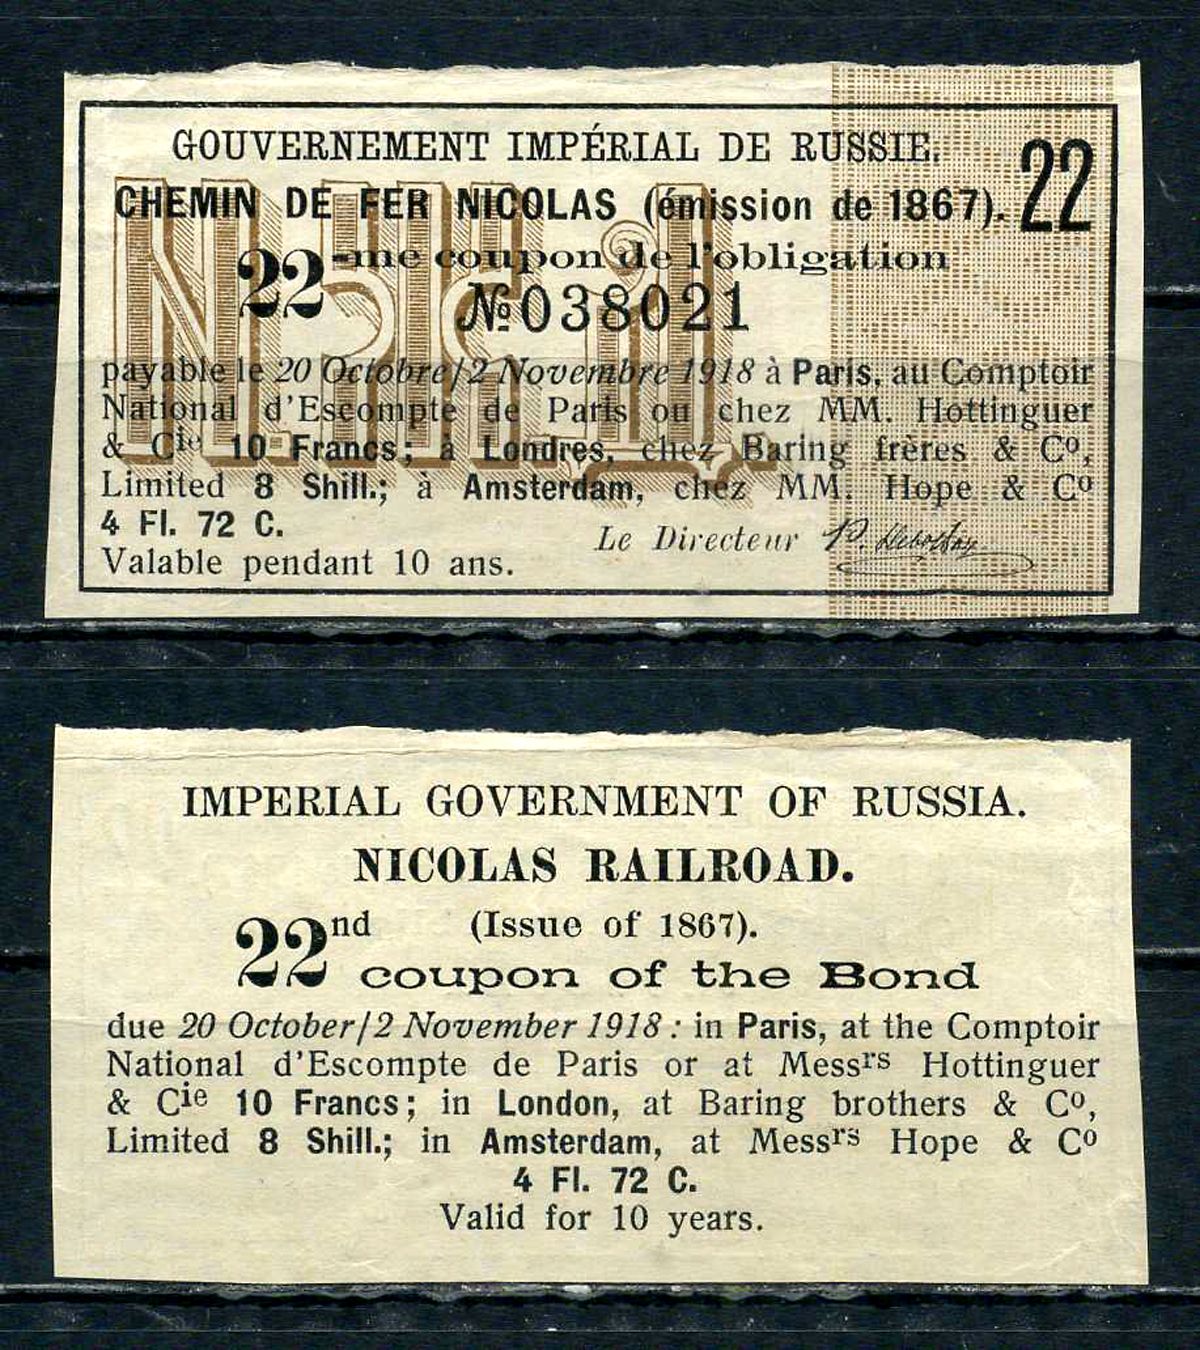 GOUVERNEMENT IMPÉRIAL DE RUSSIE.
22
CHEMIN DE FER NICOLAS (émission de 1867).
22-me coupon de l'obligation
№ 038021
payable le 20 Octobre/2 Novembre 1918 à Paris, au Comptoir
National d'Escompte de Paris ou chez MM. Hottinguer
& Cie 10 Francs; à Londres, chez Baring frères & Co,
Limited 8 Shill.; à Amsterdam, chez MM. Hope & Co
4 Fl. 72 C.
Le Directeur
Valable pendant 10 ans.
IMPERIAL GOVERNMENT OF RUSSIA.
NICOLAS RAILROAD.
(Issue of 1867).
22nd coupon of the Bond
due 20 October/2 November 1918: in Paris, at the Comptoir
National d'Escompte de Paris or at Messrs Hottinguer
& Cie 10 Francs; in London, at Baring brothers & Co,
Limited 8 Shill.; in Amsterdam, at Messrs Hope & Co
4 Fl. 72 C.
Valid for 10 years.